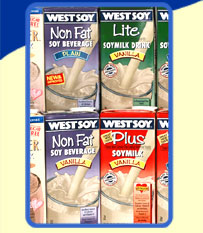 WESTSOY
Non Fat
SOY BEVERAGE
PLAIN
WESTSOY
Lite
SOYMILK DRINK
VANILLA
WESTSOY
Non Fat
SOY BEVERAGE
VANILLA
WESTSOY
Plus
SOYMILK
VANILLA